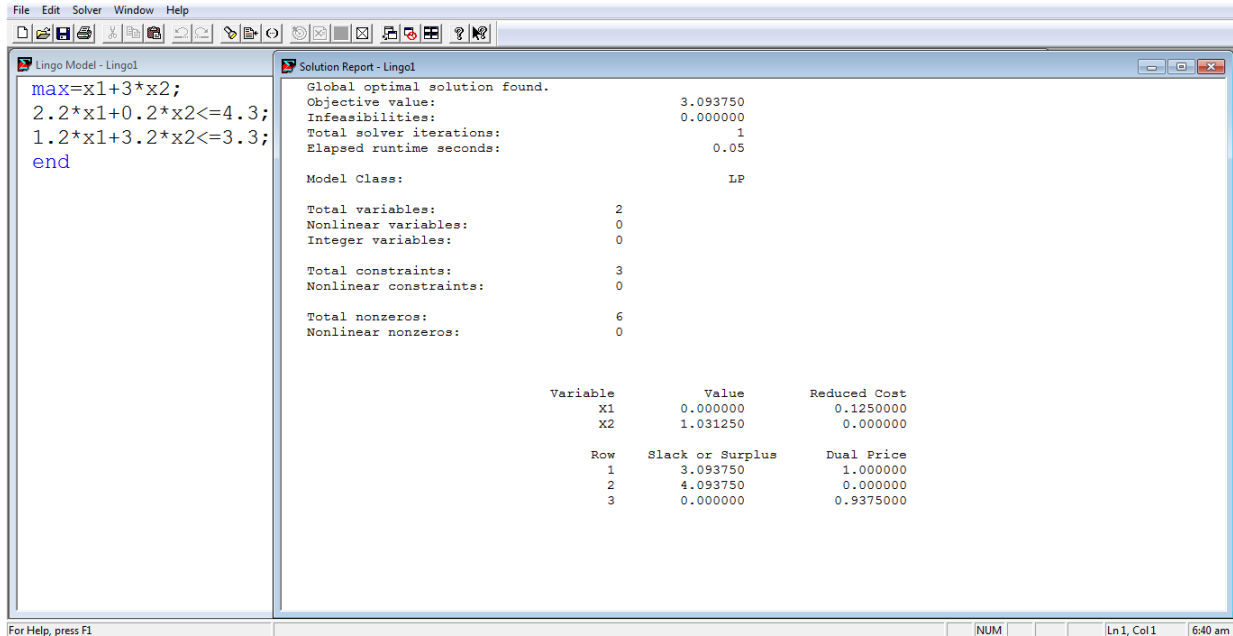 File Edit Solver Window Help
Lingo Model - Lingo1
max=x1+3*x2;
2.2*x1+0.2*x2<=4.3;
1.2*x1+3.2*x2<=3.3;
end
Solution Report - Lingo1
Global optimal solution found.
Objective value: 3.093750
Infeasibilities: 0.000000
Total solver iterations: 1
Elapsed runtime seconds: 0.05
Model Class: LP
Total variables: 2
Nonlinear variables: 0
Integer variables: 0
Total constraints: 3
Nonlinear constraints: 0
Total nonzeros: 6
Nonlinear nonzeros: 0
Variable Value Reduced Cost
X1 0.000000 0.1250000
X2 1.031250 0.000000
Row Slack or Surplus Dual Price
1 3.093750 1.000000
2 4.093750 0.000000
3 0.000000 0.9375000
For Help, press F1 NUM Ln 1, Col 1 6:40 am